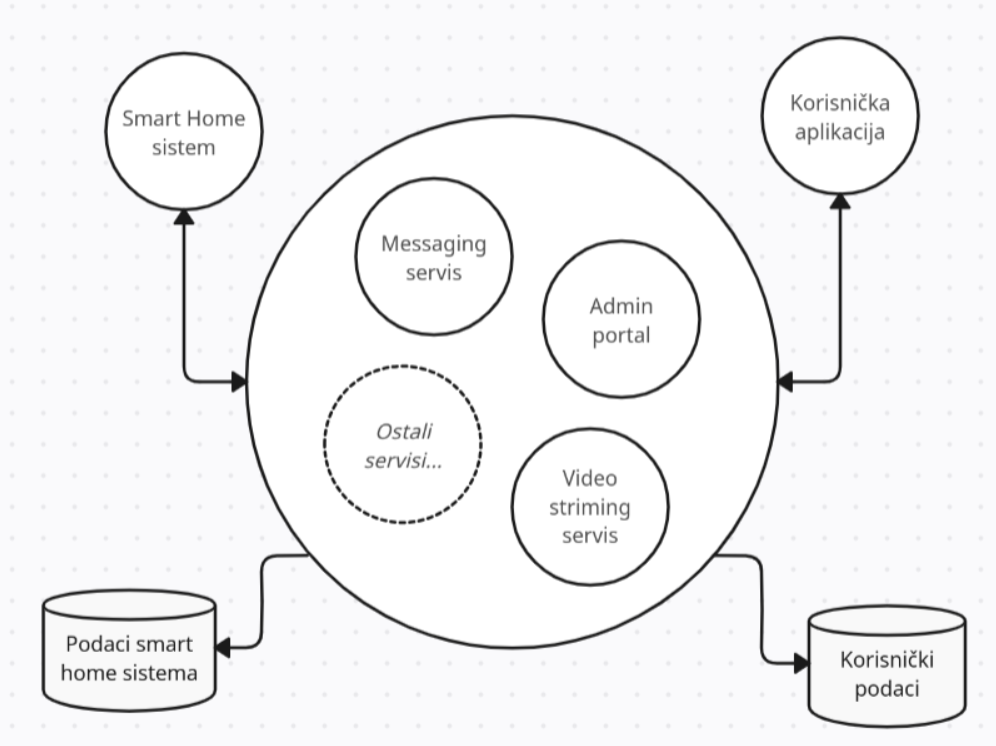 Smart Home
sistem
Korisnička
aplikacija
Messaging
servis
Admin
portal
Ostali
servisi...
Video
striming
servis
Podaci smart
home sistema
Korisnički
podaci